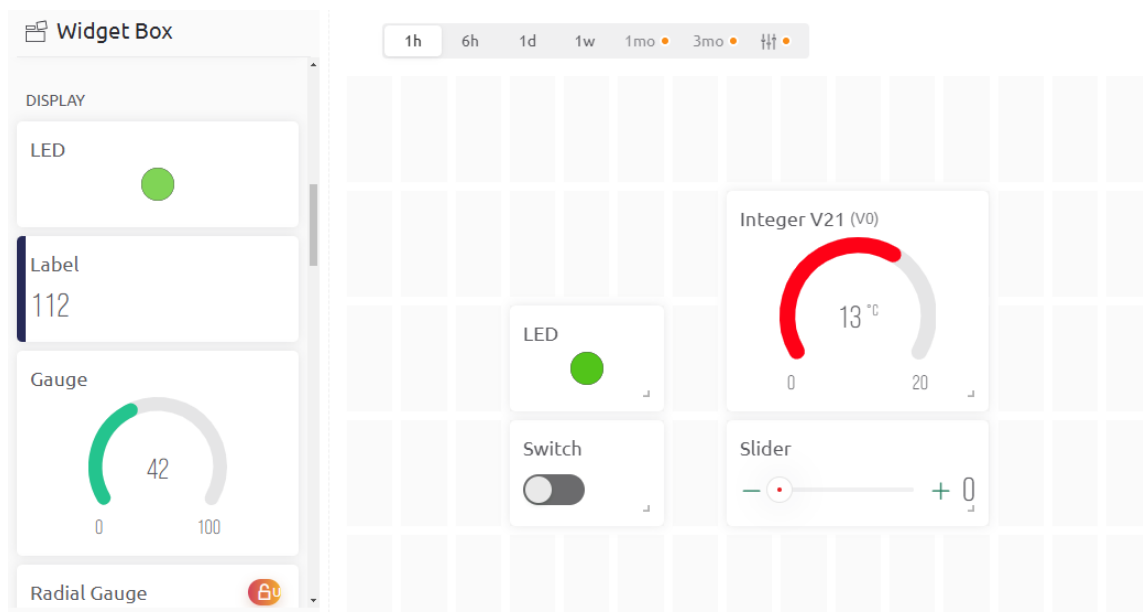 Widget Box
DISPLAY
LED
Label
112
Gauge
42
0 100
Radial Gauge
1h 6h 1d 1w 1mo 3mo
Integer V21 (V0)
13 °C
0 20
LED
Switch
Slider
0